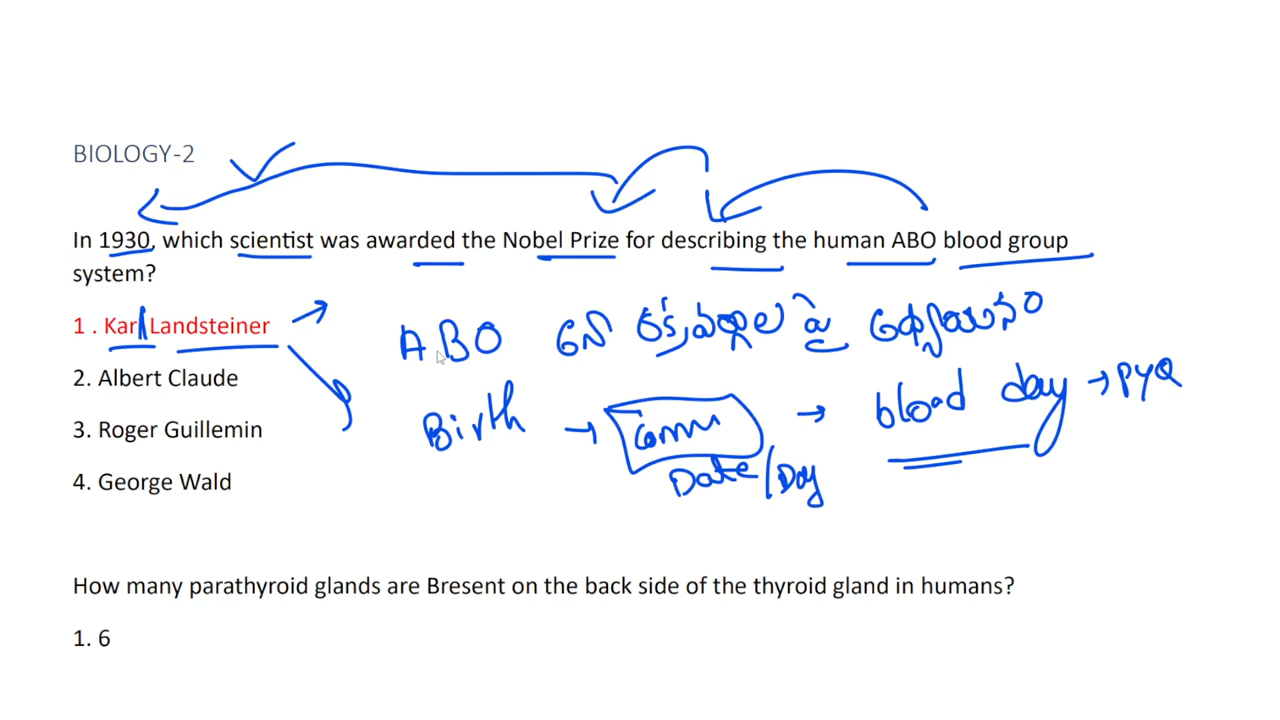 BIOLOGY-2
In 1930, which scientist was awarded the Nobel Prize for describing the human ABO blood group
system?
1 . Karl Landsteiner
2. Albert Claude
3. Roger Guillemin
4. George Wald
ABO
Birth → → blood day → PYQ
Date/Day
How many parathyroid glands are Bresent on the back side of the thyroid gland in humans?
1. 6